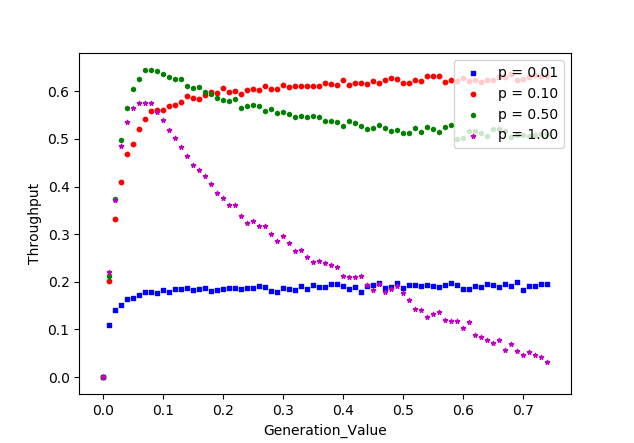 p = 0.01
p = 0.10
p = 0.50
p = 1.00
0.6
0.5
0.4
0.3
0.2
0.1
0.0
Throughput
0.0 0.1 0.2 0.3 0.4 0.5 0.6 0.7
Generation_Value